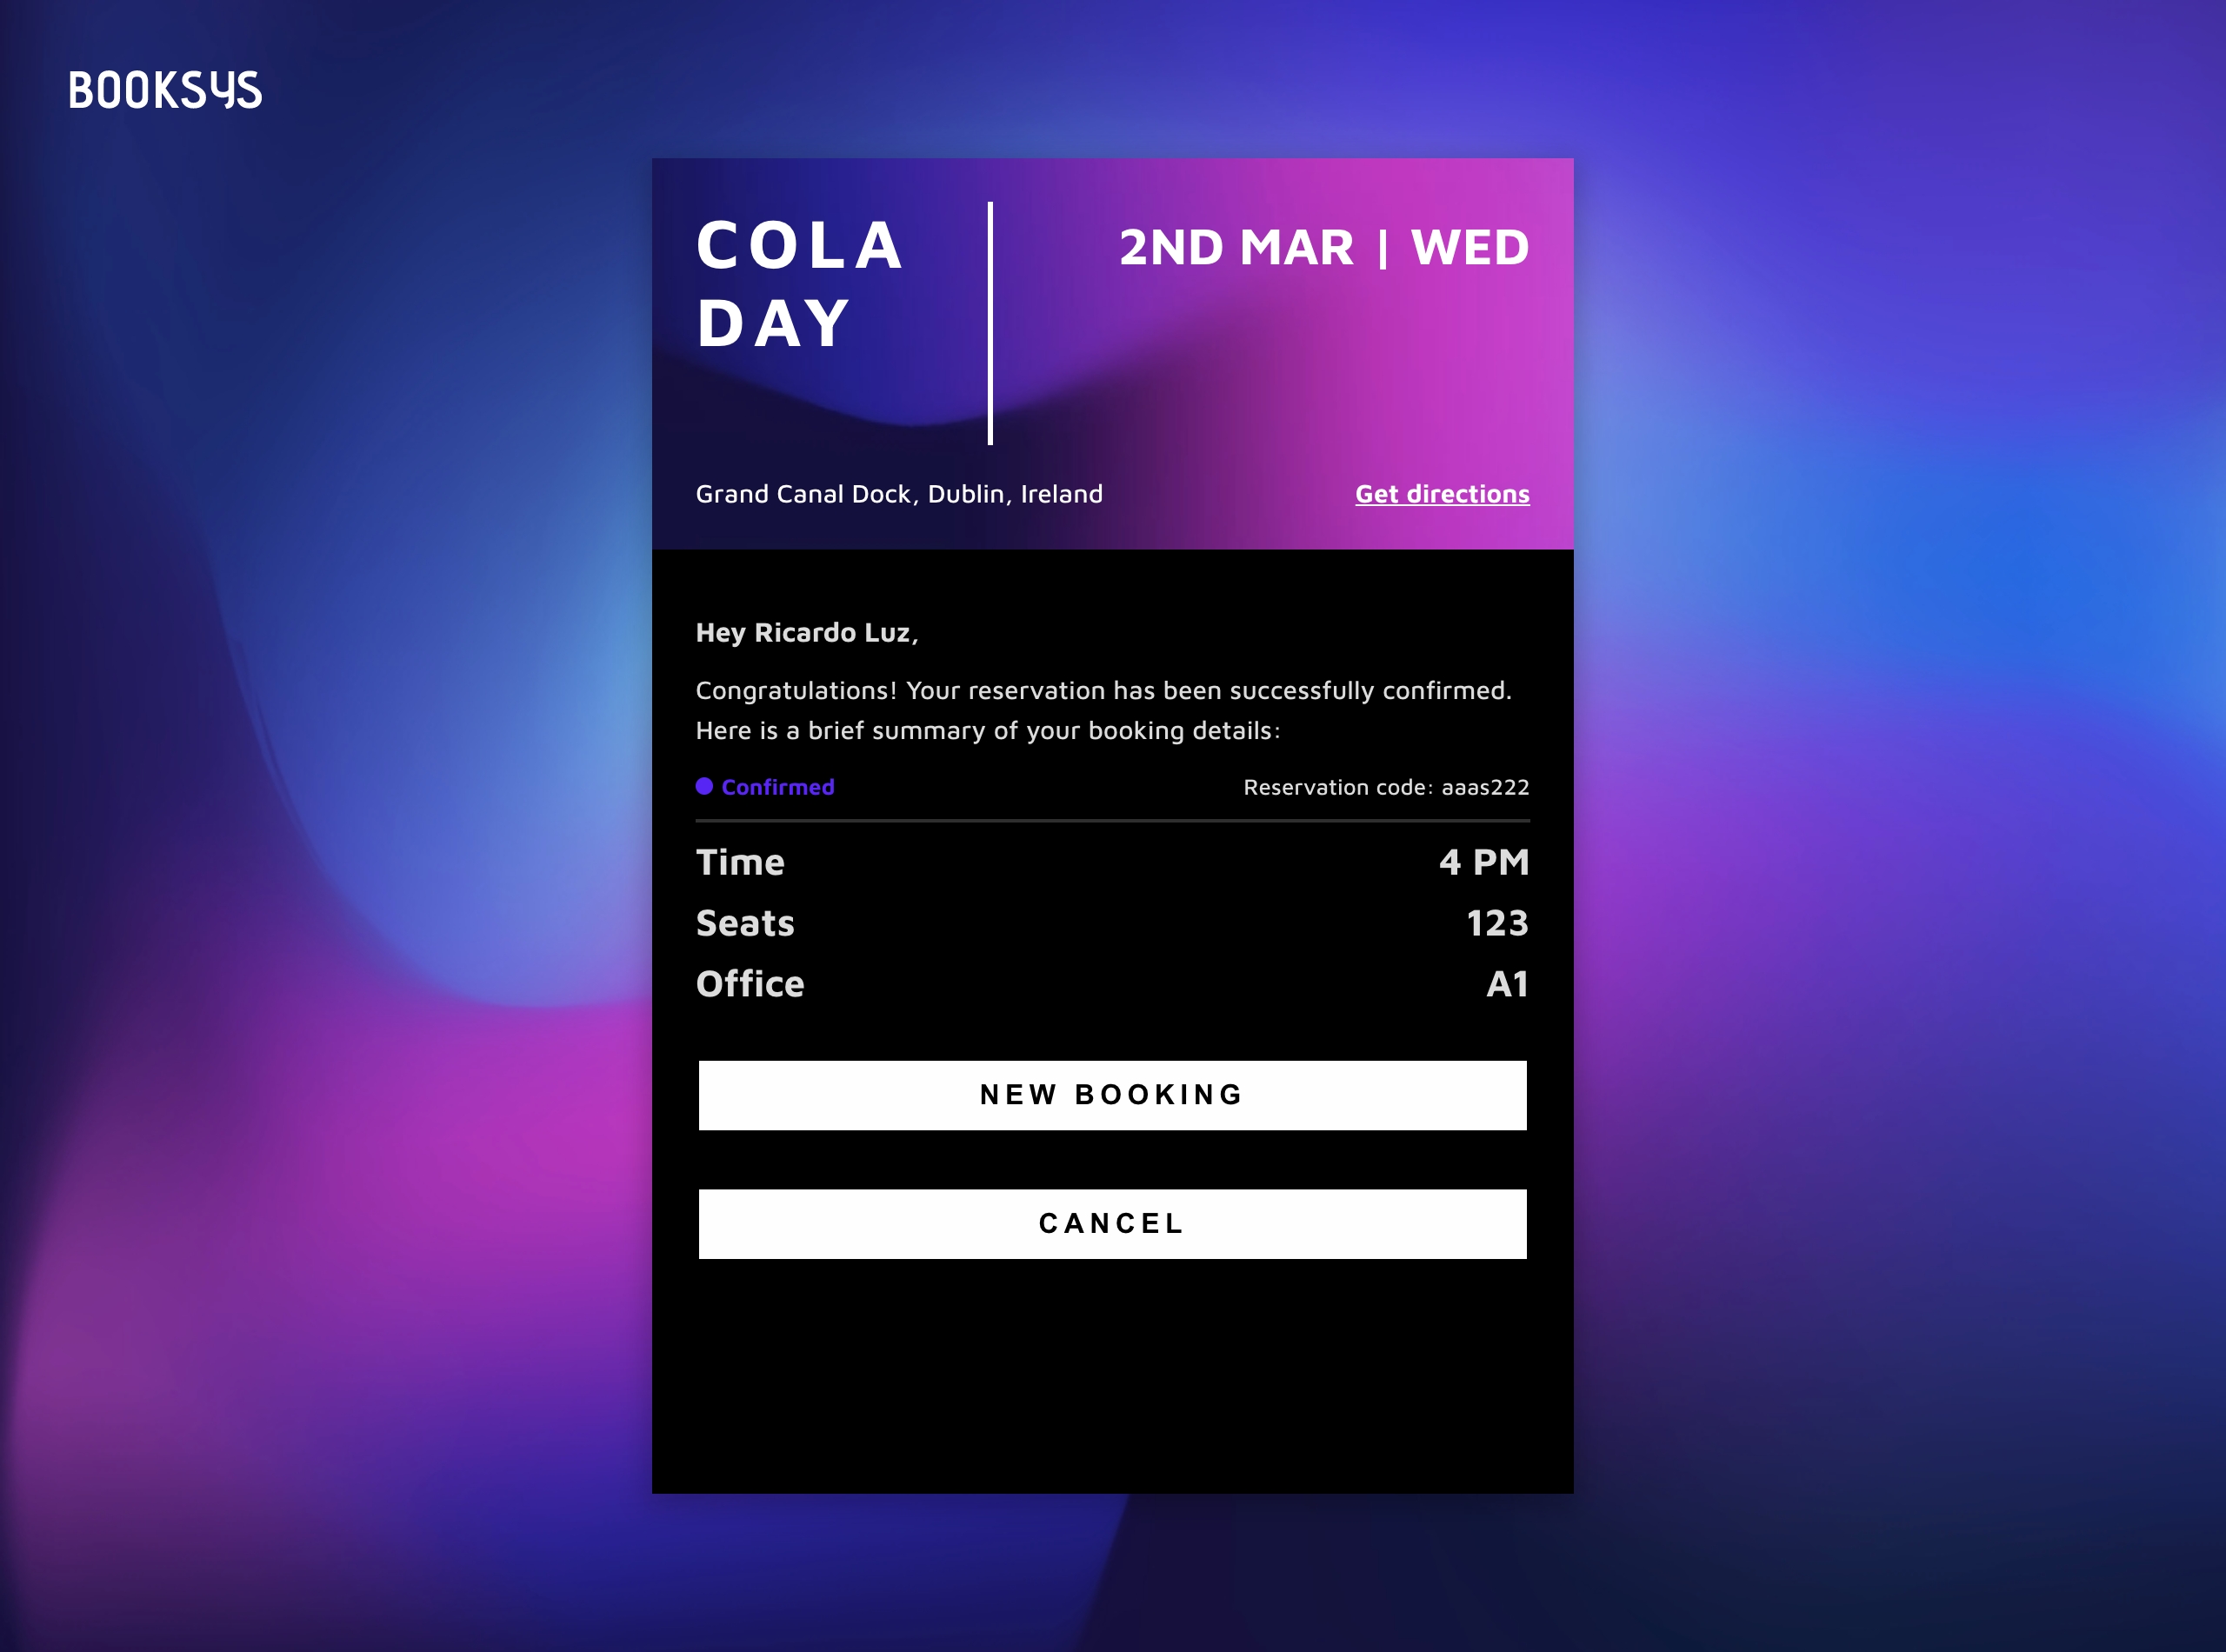 BOOKSYS
COLA
DAY
2ND MAR | WED
Grand Canal Dock, Dublin, Ireland
Get directions
Hey Ricardo Luz,
Congratulations! Your reservation has been successfully confirmed.
Here is a brief summary of your booking details:
Confirmed
Reservation code: aaas222
Time 4 PM
Seats 123
Office A1
NEW BOOKING
CANCEL